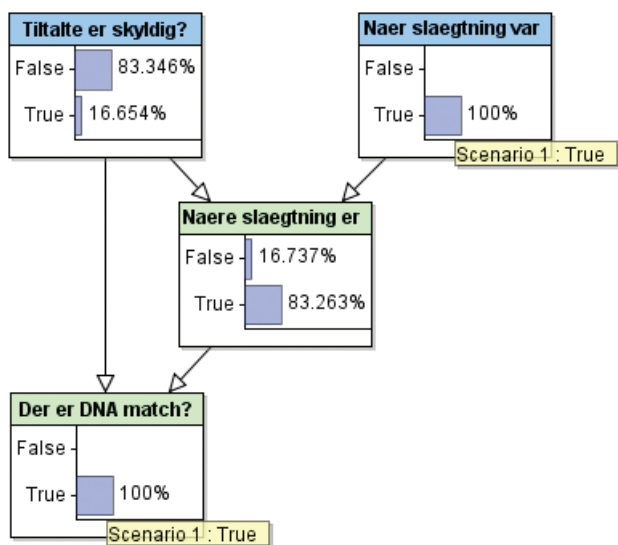 Tiltalte er skyldig?
False
83.346%
True
16.654%
Naer slaegtning var
False
True
100%
Scenario 1 : True
Naere slaegtning er
False
16.737%
True
83.263%
Der er DNA match?
False
True
100%
Scenario 1 : True